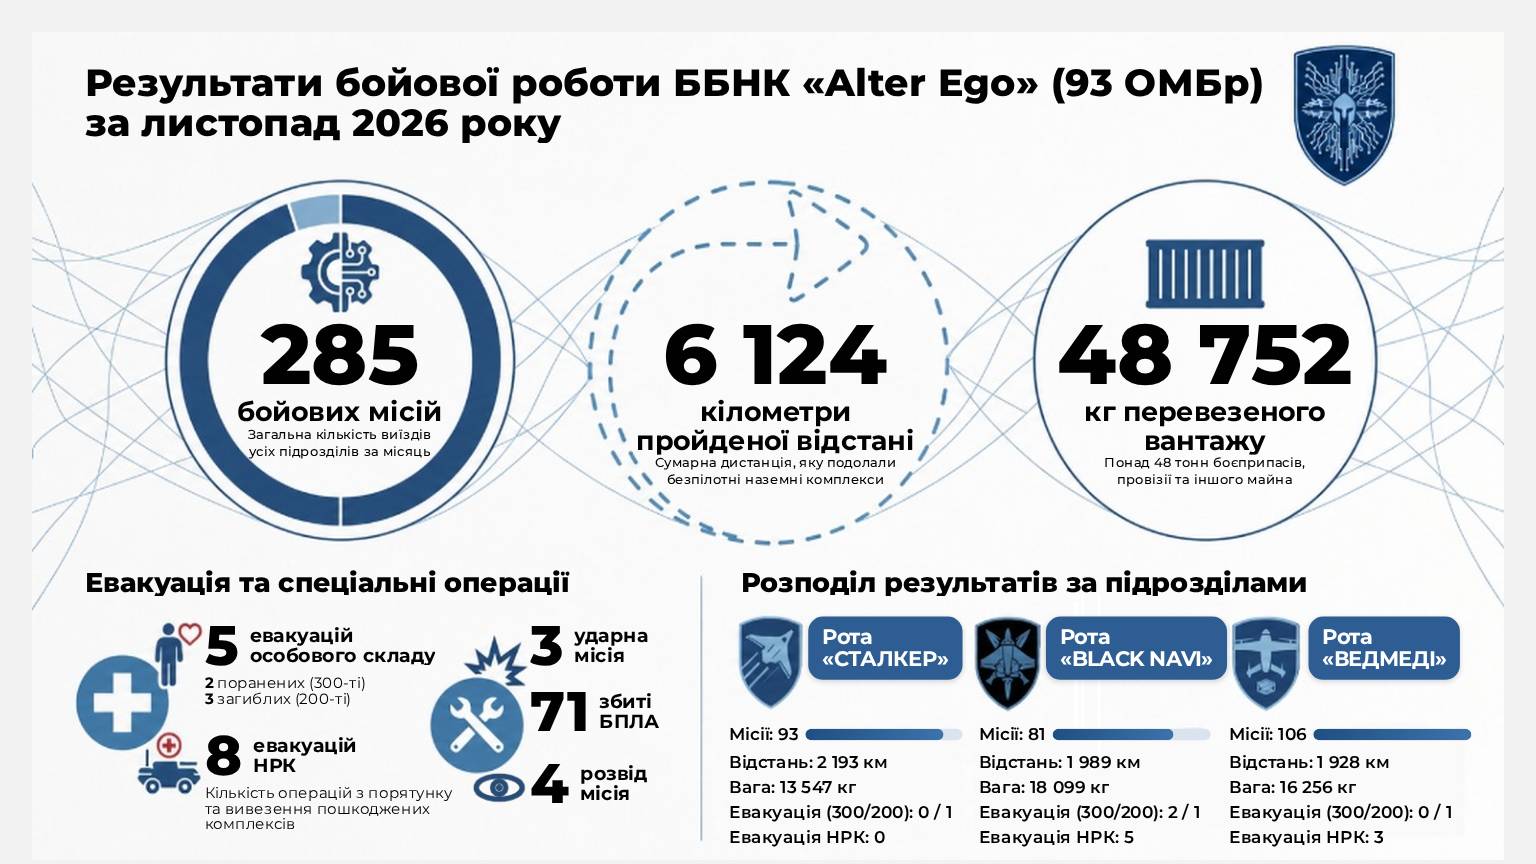 Результати бойової роботи ББНК «Alter Ego» (93 ОМБр)
за листопад 2026 року
285
бойових місій
Загальна кількість виїздів
усіх підрозділів за місяць
6 124
кілометри
пройденої відстані
Сумарна дистанція, яку подолали
безпілотні наземні комплекси
48 752
кг перевезеного
вантажу
Понад 48 тонн боєприпасів,
провізії та іншого майна
Евакуація та спеціальні операції
5 евакуацій
особового складу
2 поранених (300-ті)
3 загиблих (200-ті)
8 евакуацій
НРК
Кількість операцій з порятунку
та вивезення пошкоджених
комплексів
3 ударна
місія
71 збиті
БПЛА
4 розвід
місія
Розподіл результатів за підрозділами
Рота
«СТАЛКЕР»
Місії: 93
Відстань: 2 193 км
Вага: 13 547 кг
Евакуація (300/200): 0 / 1
Евакуація НРК: 0
Рота
«BLACK NAVI»
Місії: 81
Відстань: 1 989 км
Вага: 18 099 кг
Евакуація (300/200): 2 / 1
Евакуація НРК: 5
Рота
«ВЕДМЕДІ»
Місії: 106
Відстань: 1 928 км
Вага: 16 256 кг
Евакуація (300/200): 0 / 1
Евакуація НРК: 3